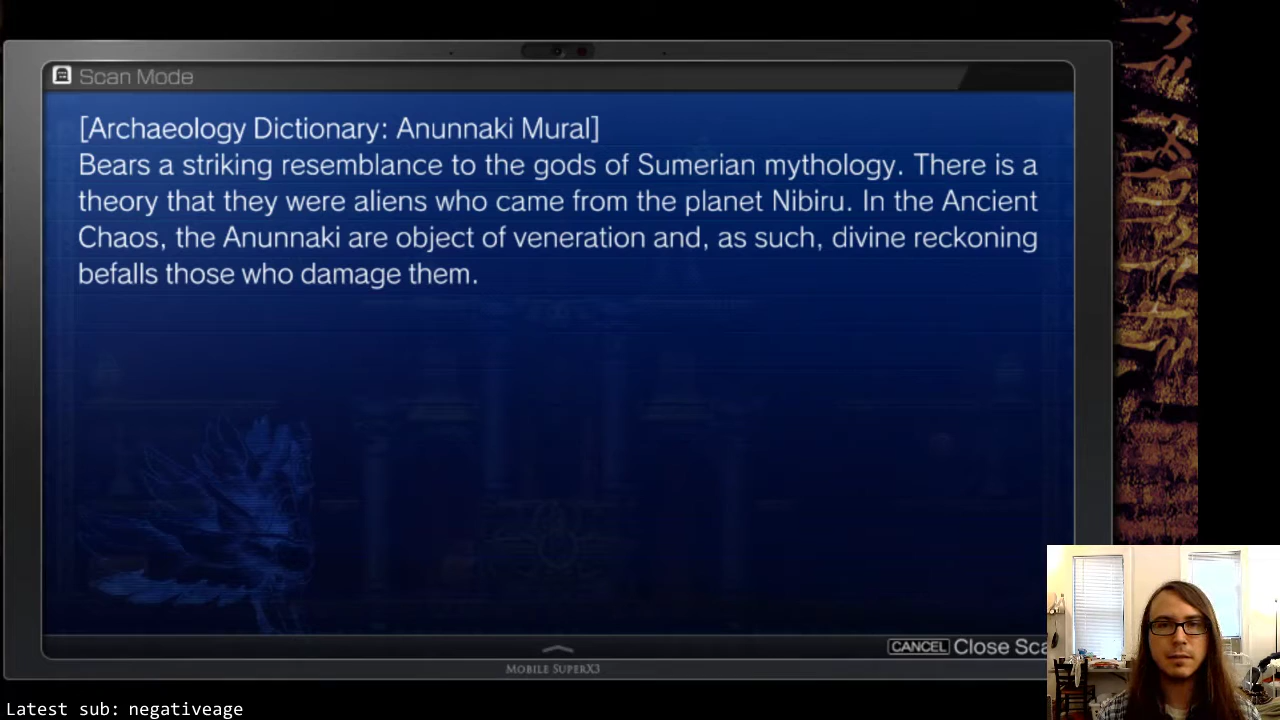 Scan Mode
[Archaeology Dictionary: Anunnaki Mural]
Bears a striking resemblance to the gods of Sumerian mythology. There is a
theory that they were aliens who came from the planet Nibiru. In the Ancient
Chaos, the Anunnaki are object of veneration and, as such, divine reckoning
befalls those who damage them.
CANCEL Close Sca
MOBILE SUPERX3
Latest sub: negativeage